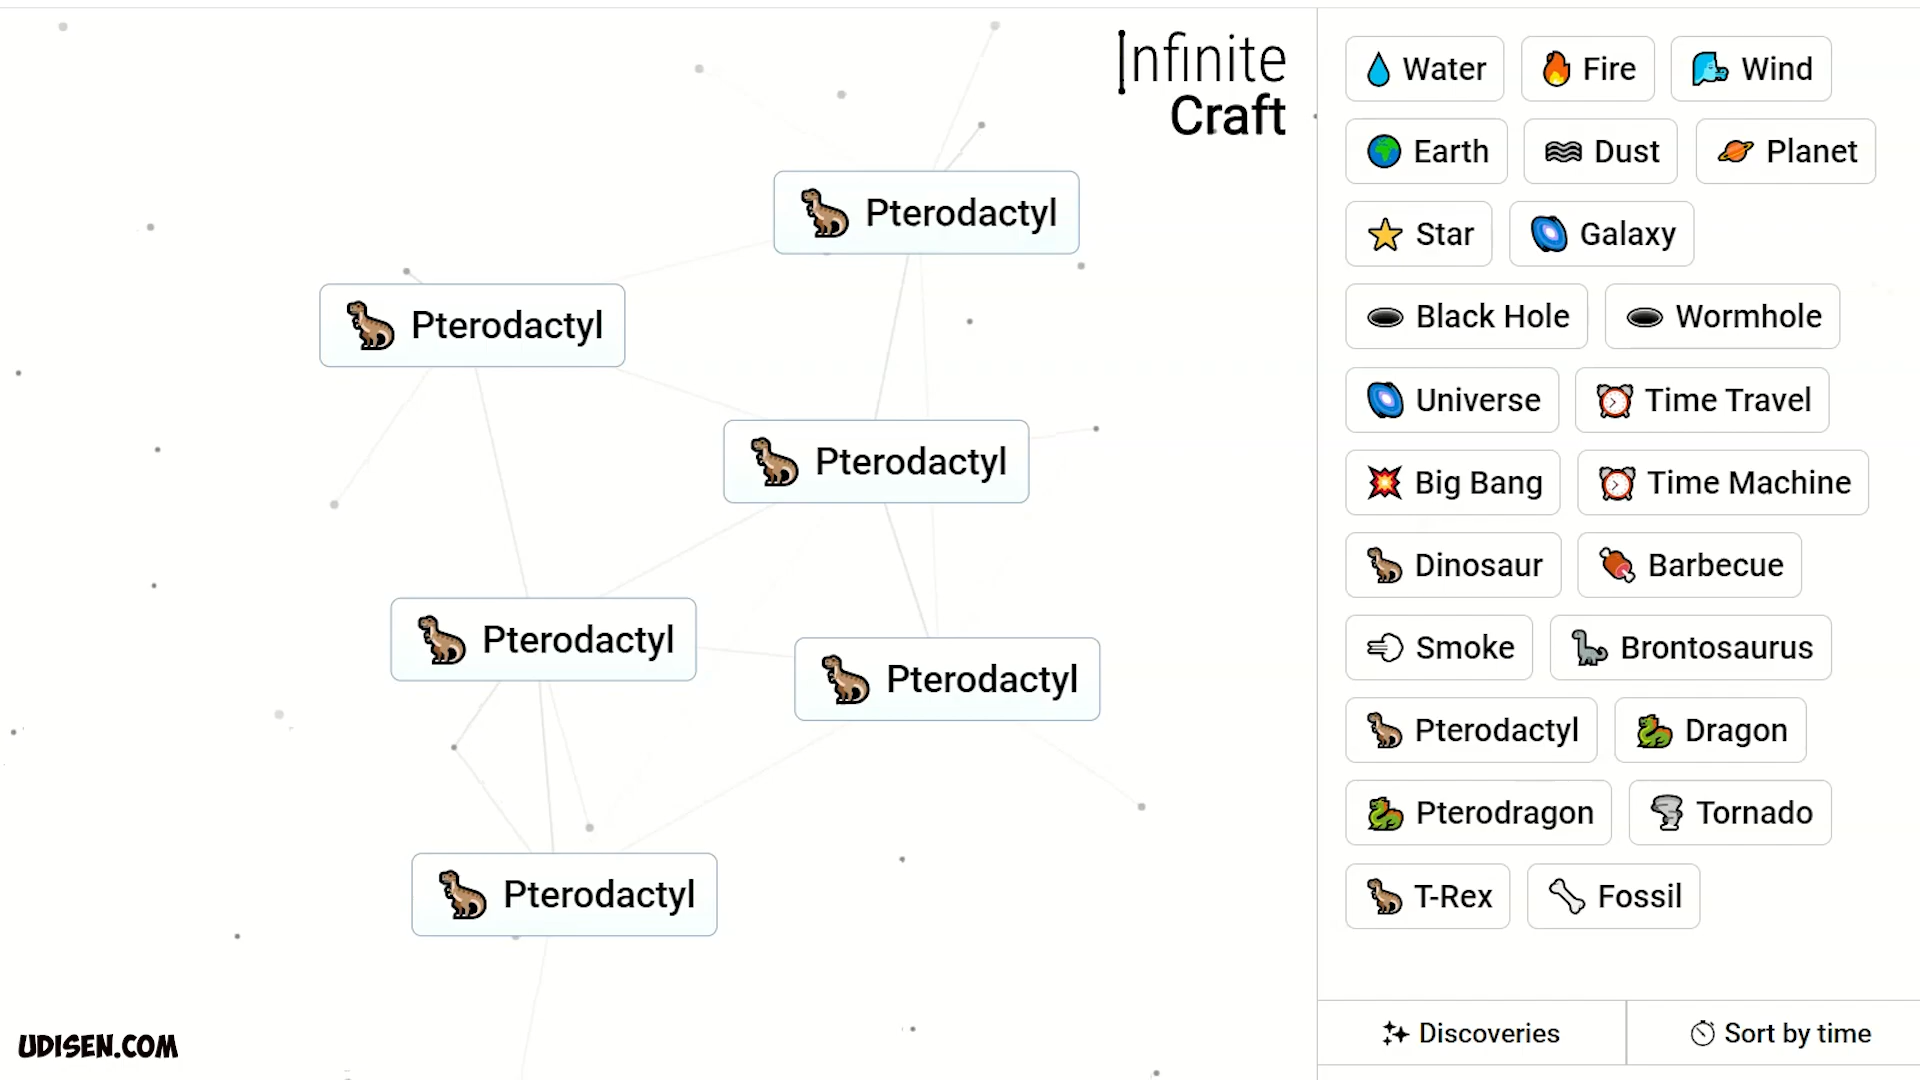 Infinite
Craft
Pterodactyl
Pterodactyl
Pterodactyl
Pterodactyl
Pterodactyl
Pterodactyl
UDISEN.COM
Water Fire Wind
Earth Dust Planet
Star Galaxy
Black Hole Wormhole
Universe Time Travel
Big Bang Time Machine
Dinosaur Barbecue
Smoke Brontosaurus
Pterodactyl Dragon
Pterodragon Tornado
T-Rex Fossil
Discoveries Sort by time